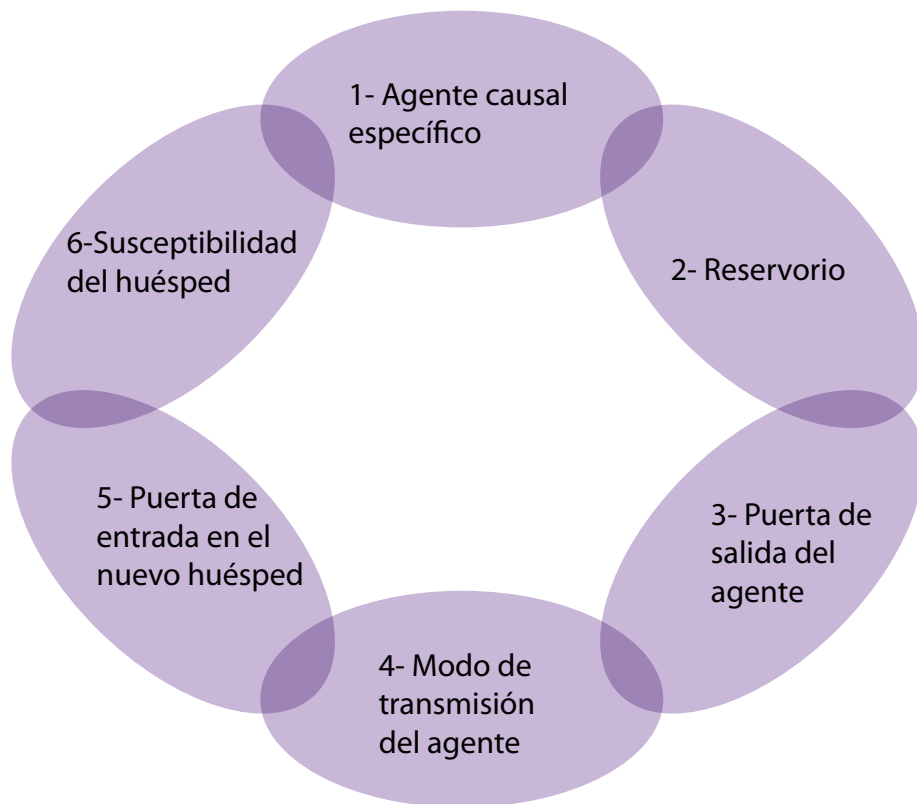 1- Agente causal
específico
2- Reservorio
3- Puerta de
salida del
agente
4- Modo de
transmisión
del agente
5- Puerta de
entrada en el
nuevo huésped
6-Susceptibilidad
del huésped